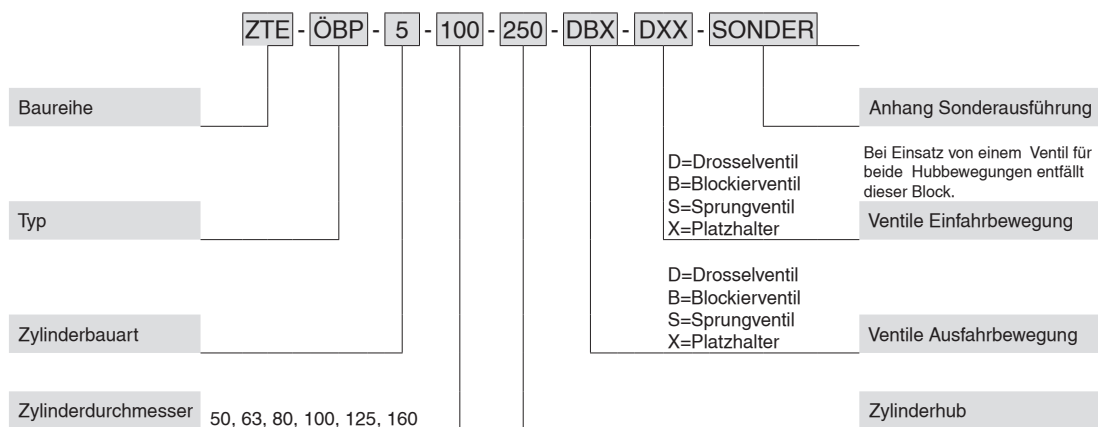 ZTE - ÖBP - 5 - 100 - 250 - DBX - DXX - SONDER
Baureihe
Anhang Sonderausführung
D=Drosselventil
B=Blockierventil
S=Sprungventil
X=Platzhalter
Bei Einsatz von einem Ventil für
beide Hubbewegungen entfällt
dieser Block.
Typ
Ventile Einfahrbewegung
D=Drosselventil
B=Blockierventil
S=Sprungventil
X=Platzhalter
Zylinderbauart
Ventile Ausfahrbewegung
Zylinderdurchmesser
50, 63, 80, 100, 125, 160
Zylinderhub